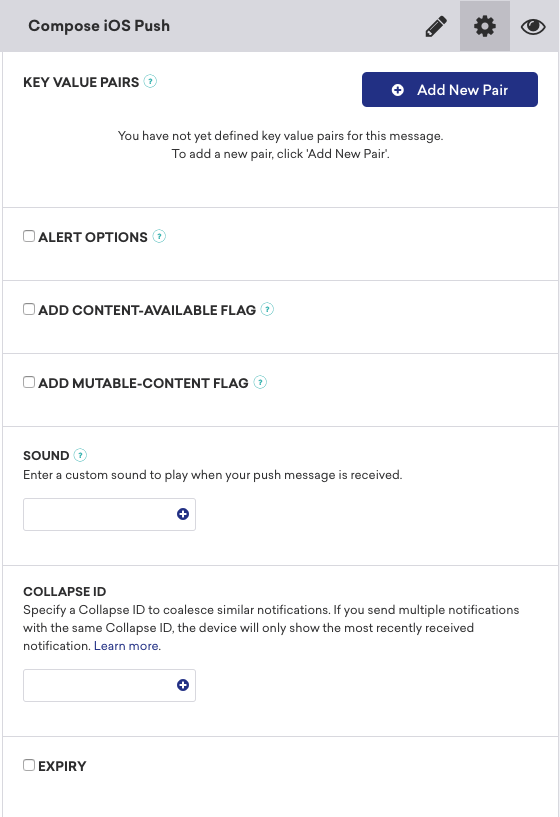 Compose iOS Push
KEY VALUE PAIRS ?
Add New Pair
You have not yet defined key value pairs for this message.
To add a new pair, click 'Add New Pair'.
ALERT OPTIONS ?
ADD CONTENT-AVAILABLE FLAG ?
ADD MUTABLE-CONTENT FLAG ?
SOUND ?
Enter a custom sound to play when your push message is received.
COLLAPSE ID
Specify a Collapse ID to coalesce similar notifications. If you send multiple notifications
with the same Collapse ID, the device will only show the most recently received
notification. Learn more.
EXPIRY